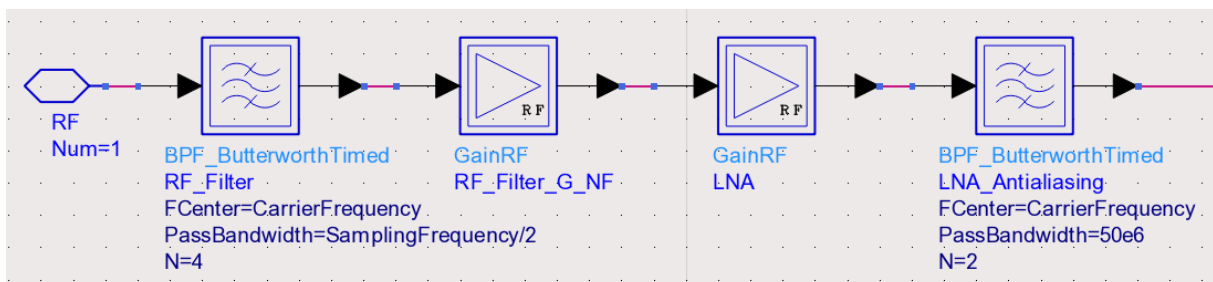 RF
Num=1
BPF_ButterworthTimed
RF_Filter
FCenter=CarrierFrequency
PassBandwidth=SamplingFrequency/2
N=4
RF
GainRF
RF_Filter_G_NF
RF
GainRF
LNA
BPF_ButterworthTimed
LNA_Antialiasing
FCenter=CarrierFrequency
PassBandwidth=50e6
N=2